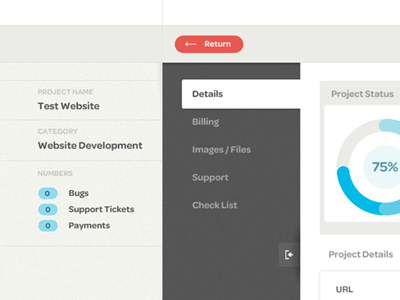 Return
PROJECT NAME
Test Website
CATEGORY
Website Development
NUMBERS
0 Bugs
0 Support Tickets
0 Payments
Details
Billing
Images / Files
Support
Check List
Project Status
75%
Project Details
URL